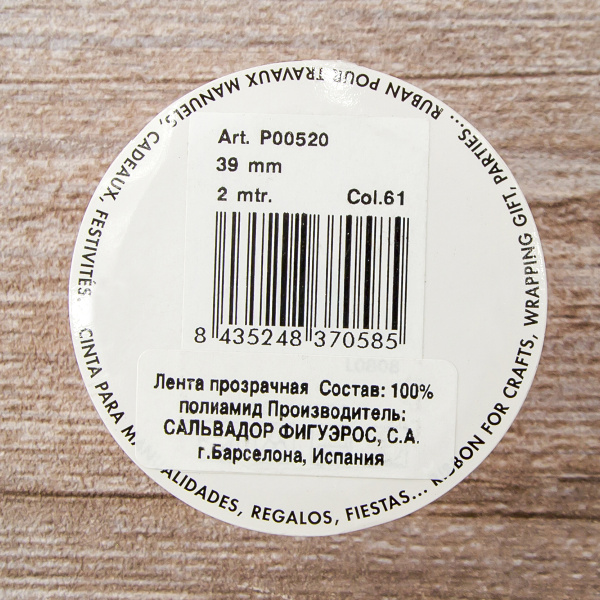 RUBAN POUR TRAVAUX MANUELS, CADEAUX, FESTIVITÉS.
RIBBON FOR CRAFTS, WRAPPING GIFT, PARTIES...
CINTA PARA M ALIDADES, REGALOS, FIESTAS...
Art. P00520
39 mm
2 mtr. Col.61
8 435248 370585
Лента прозрачная Состав: 100%
полиамид Производитель:
САЛЬВАДОР ФИГУЭРОС, С.А.
г.Барселона, Испания